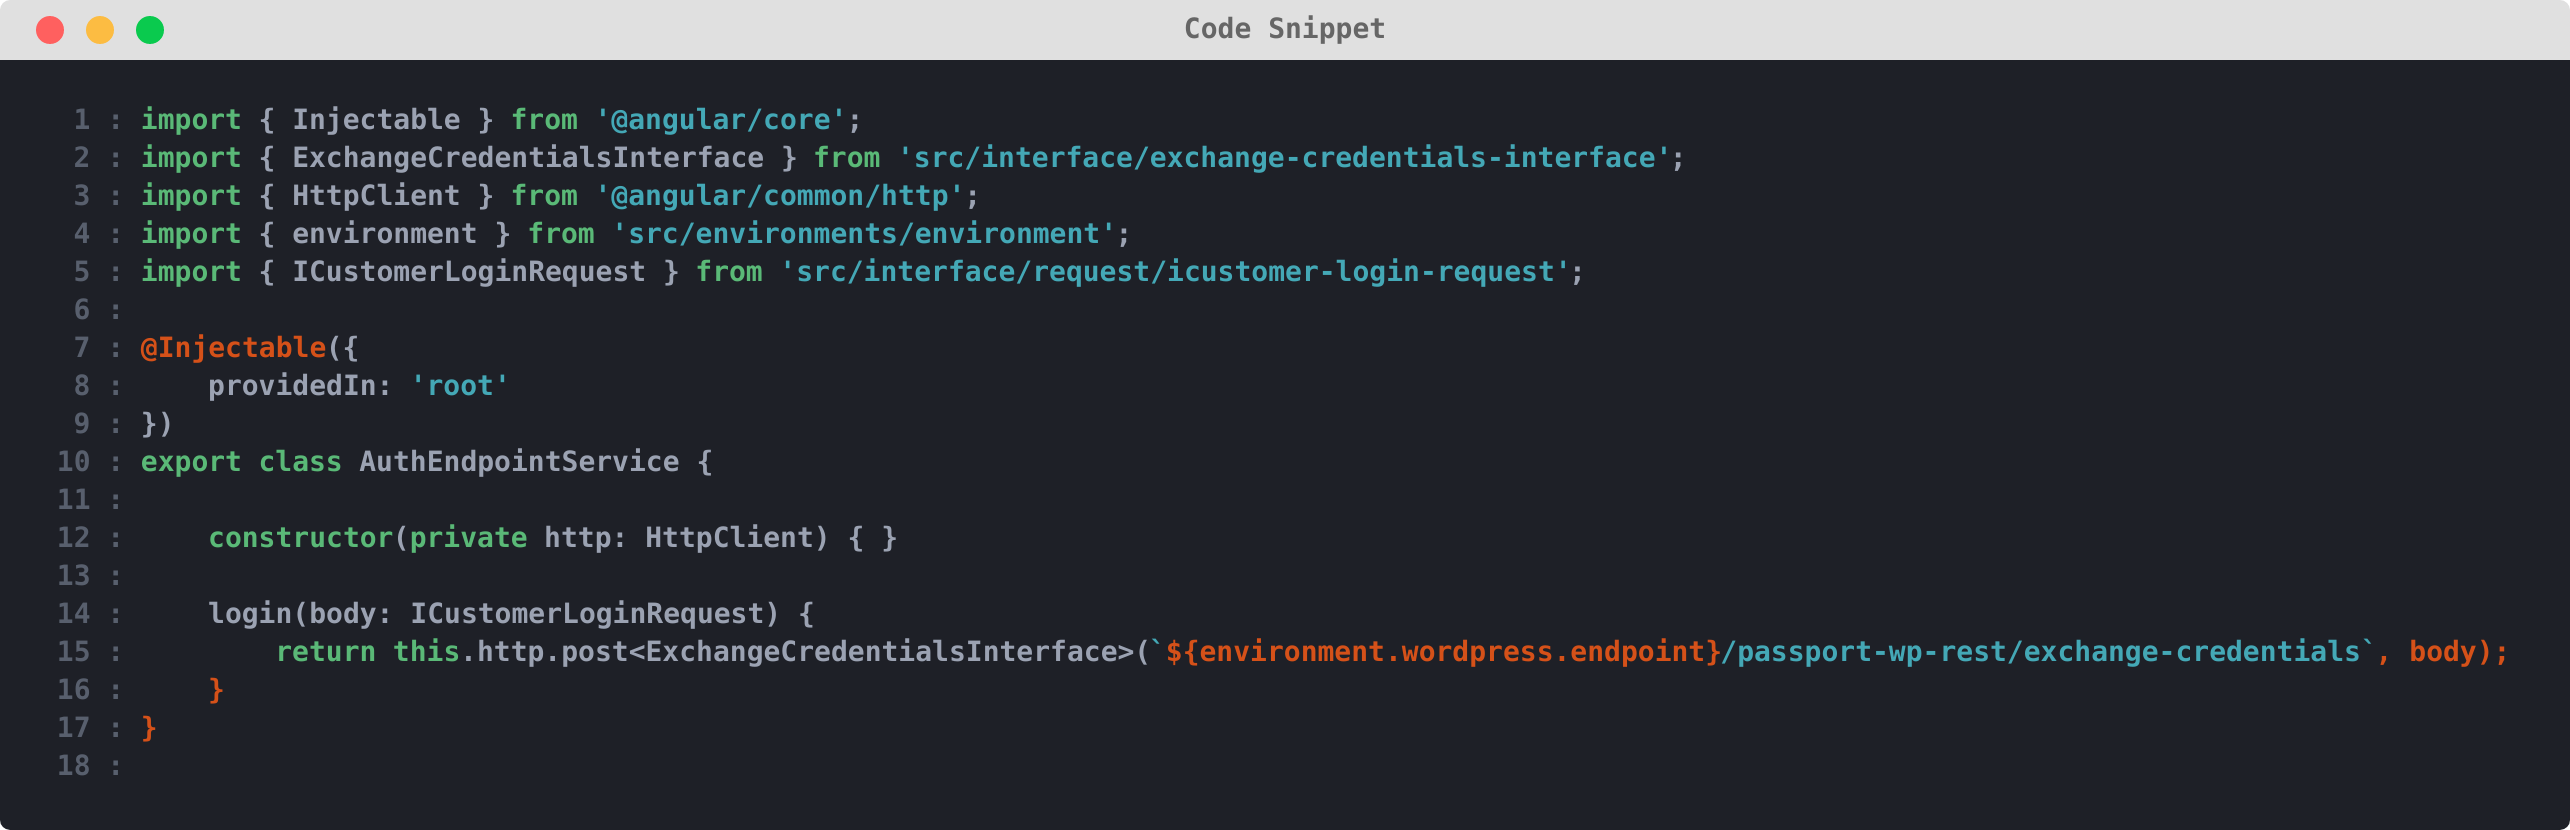 Code Snippet
1 : import { Injectable } from '@angular/core';
2 : import { ExchangeCredentialsInterface } from 'src/interface/exchange-credentials-interface';
3 : import { HttpClient } from '@angular/common/http';
4 : import { environment } from 'src/environments/environment';
5 : import { ICustomerLoginRequest } from 'src/interface/request/icustomer-login-request';
6 :
7 : @Injectable({
8 :     providedIn: 'root'
9 : })
10 : export class AuthEndpointService {
11 :
12 :     constructor(private http: HttpClient) { }
13 :
14 :     login(body: ICustomerLoginRequest) {
15 :         return this.http.post<ExchangeCredentialsInterface>(`${environment.wordpress.endpoint}/passport-wp-rest/exchange-credentials`, body);
16 :     }
17 : }
18 :